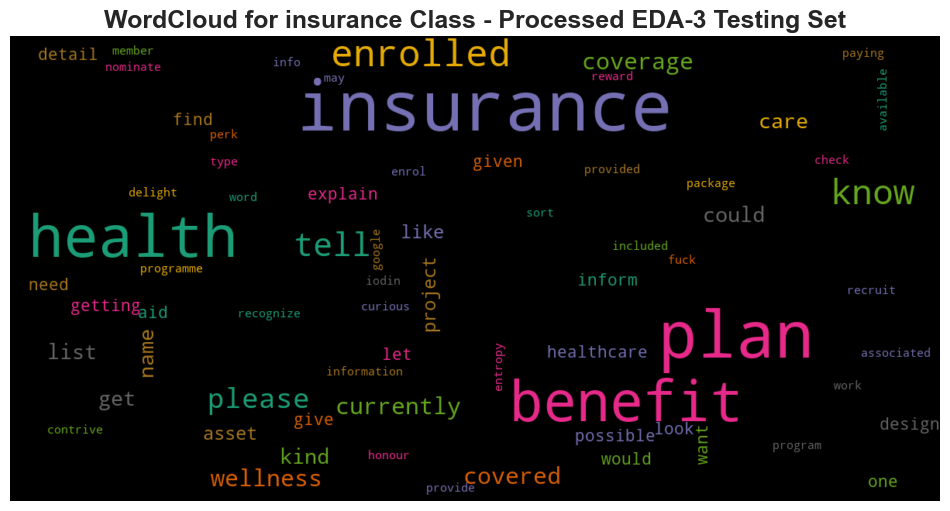 WordCloud for insurance Class - Processed EDA-3 Testing Set
detail member enrolled coverage paying
nominate info reward
may
insurance available
find care
perk
type given check
enrol provided
delight word explain package know
sort could
health tell like
google included
programme fuck
need iodin inform recruit
getting aid project
recognize curious
list name let entropy healthcare plan associated
information
get please benefit work
currently
contrive give design
asset possible look want
kind honour program
would
wellness covered one
provide